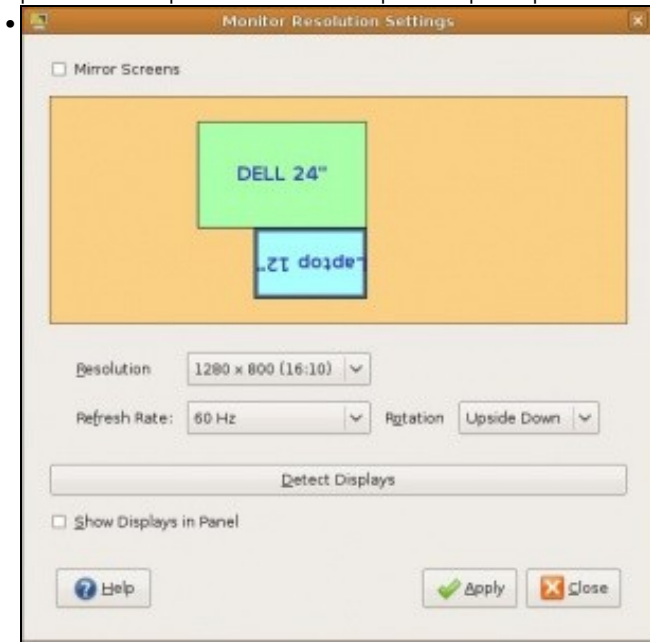 Monitor Resolution Settings
Mirror Screens
DELL 24"
Laptop 12"
Resolution 1280 x 800 (16:10)
Refresh Rate: 60 Hz Rotation Upside Down
Detect Displays
Show Displays in Panel
Help Apply Close